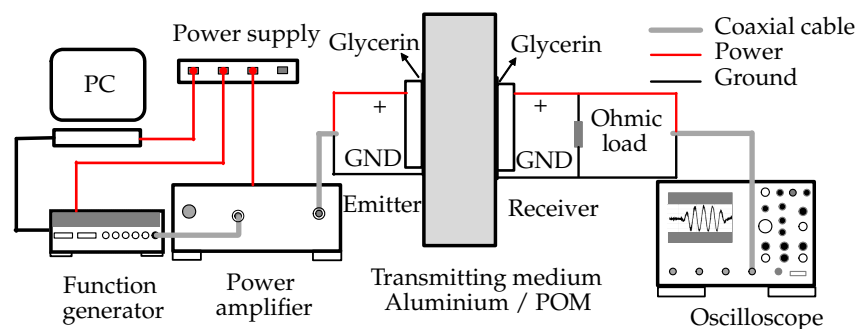 Power supply
PC
Glycerin
Glycerin
Coaxial cable
Power
Ground
+
GND
Emitter
+
GND
Receiver
Ohmic
load
Function
generator
Power
amplifier
Transmitting medium
Aluminium / POM
Oscilloscope